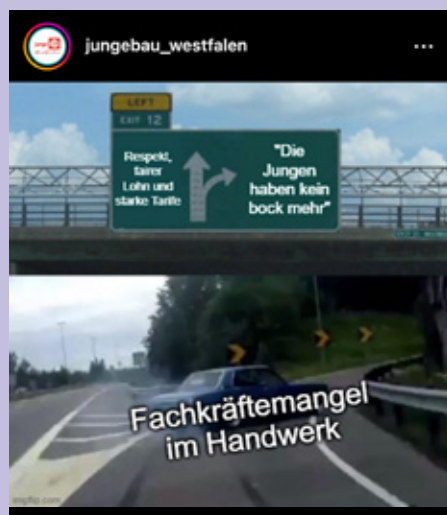 jungebau_westfalen
LEFT
EXIT 12
Respekt,
fairer
Lohn und
starke Tarife
"Die
Jungen
haben kein
bock mehr"
Fachkräftemangel
im Handwerk
imgflip.com